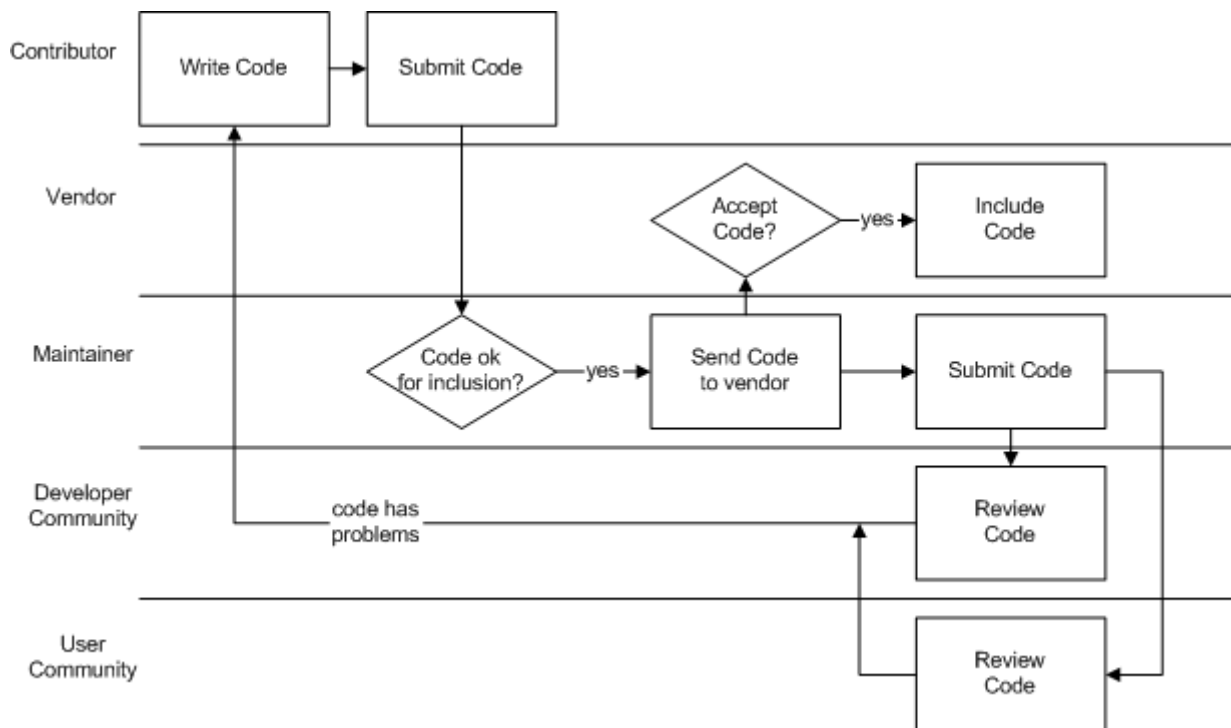 Contributor
Write Code
Submit Code
Vendor
Accept
Code?
yes
Include
Code
Maintainer
Code ok
for inclusion?
yes
Send Code
to vendor
Submit Code
Developer
Community
code has
problems
Review
Code
User
Community
Review
Code